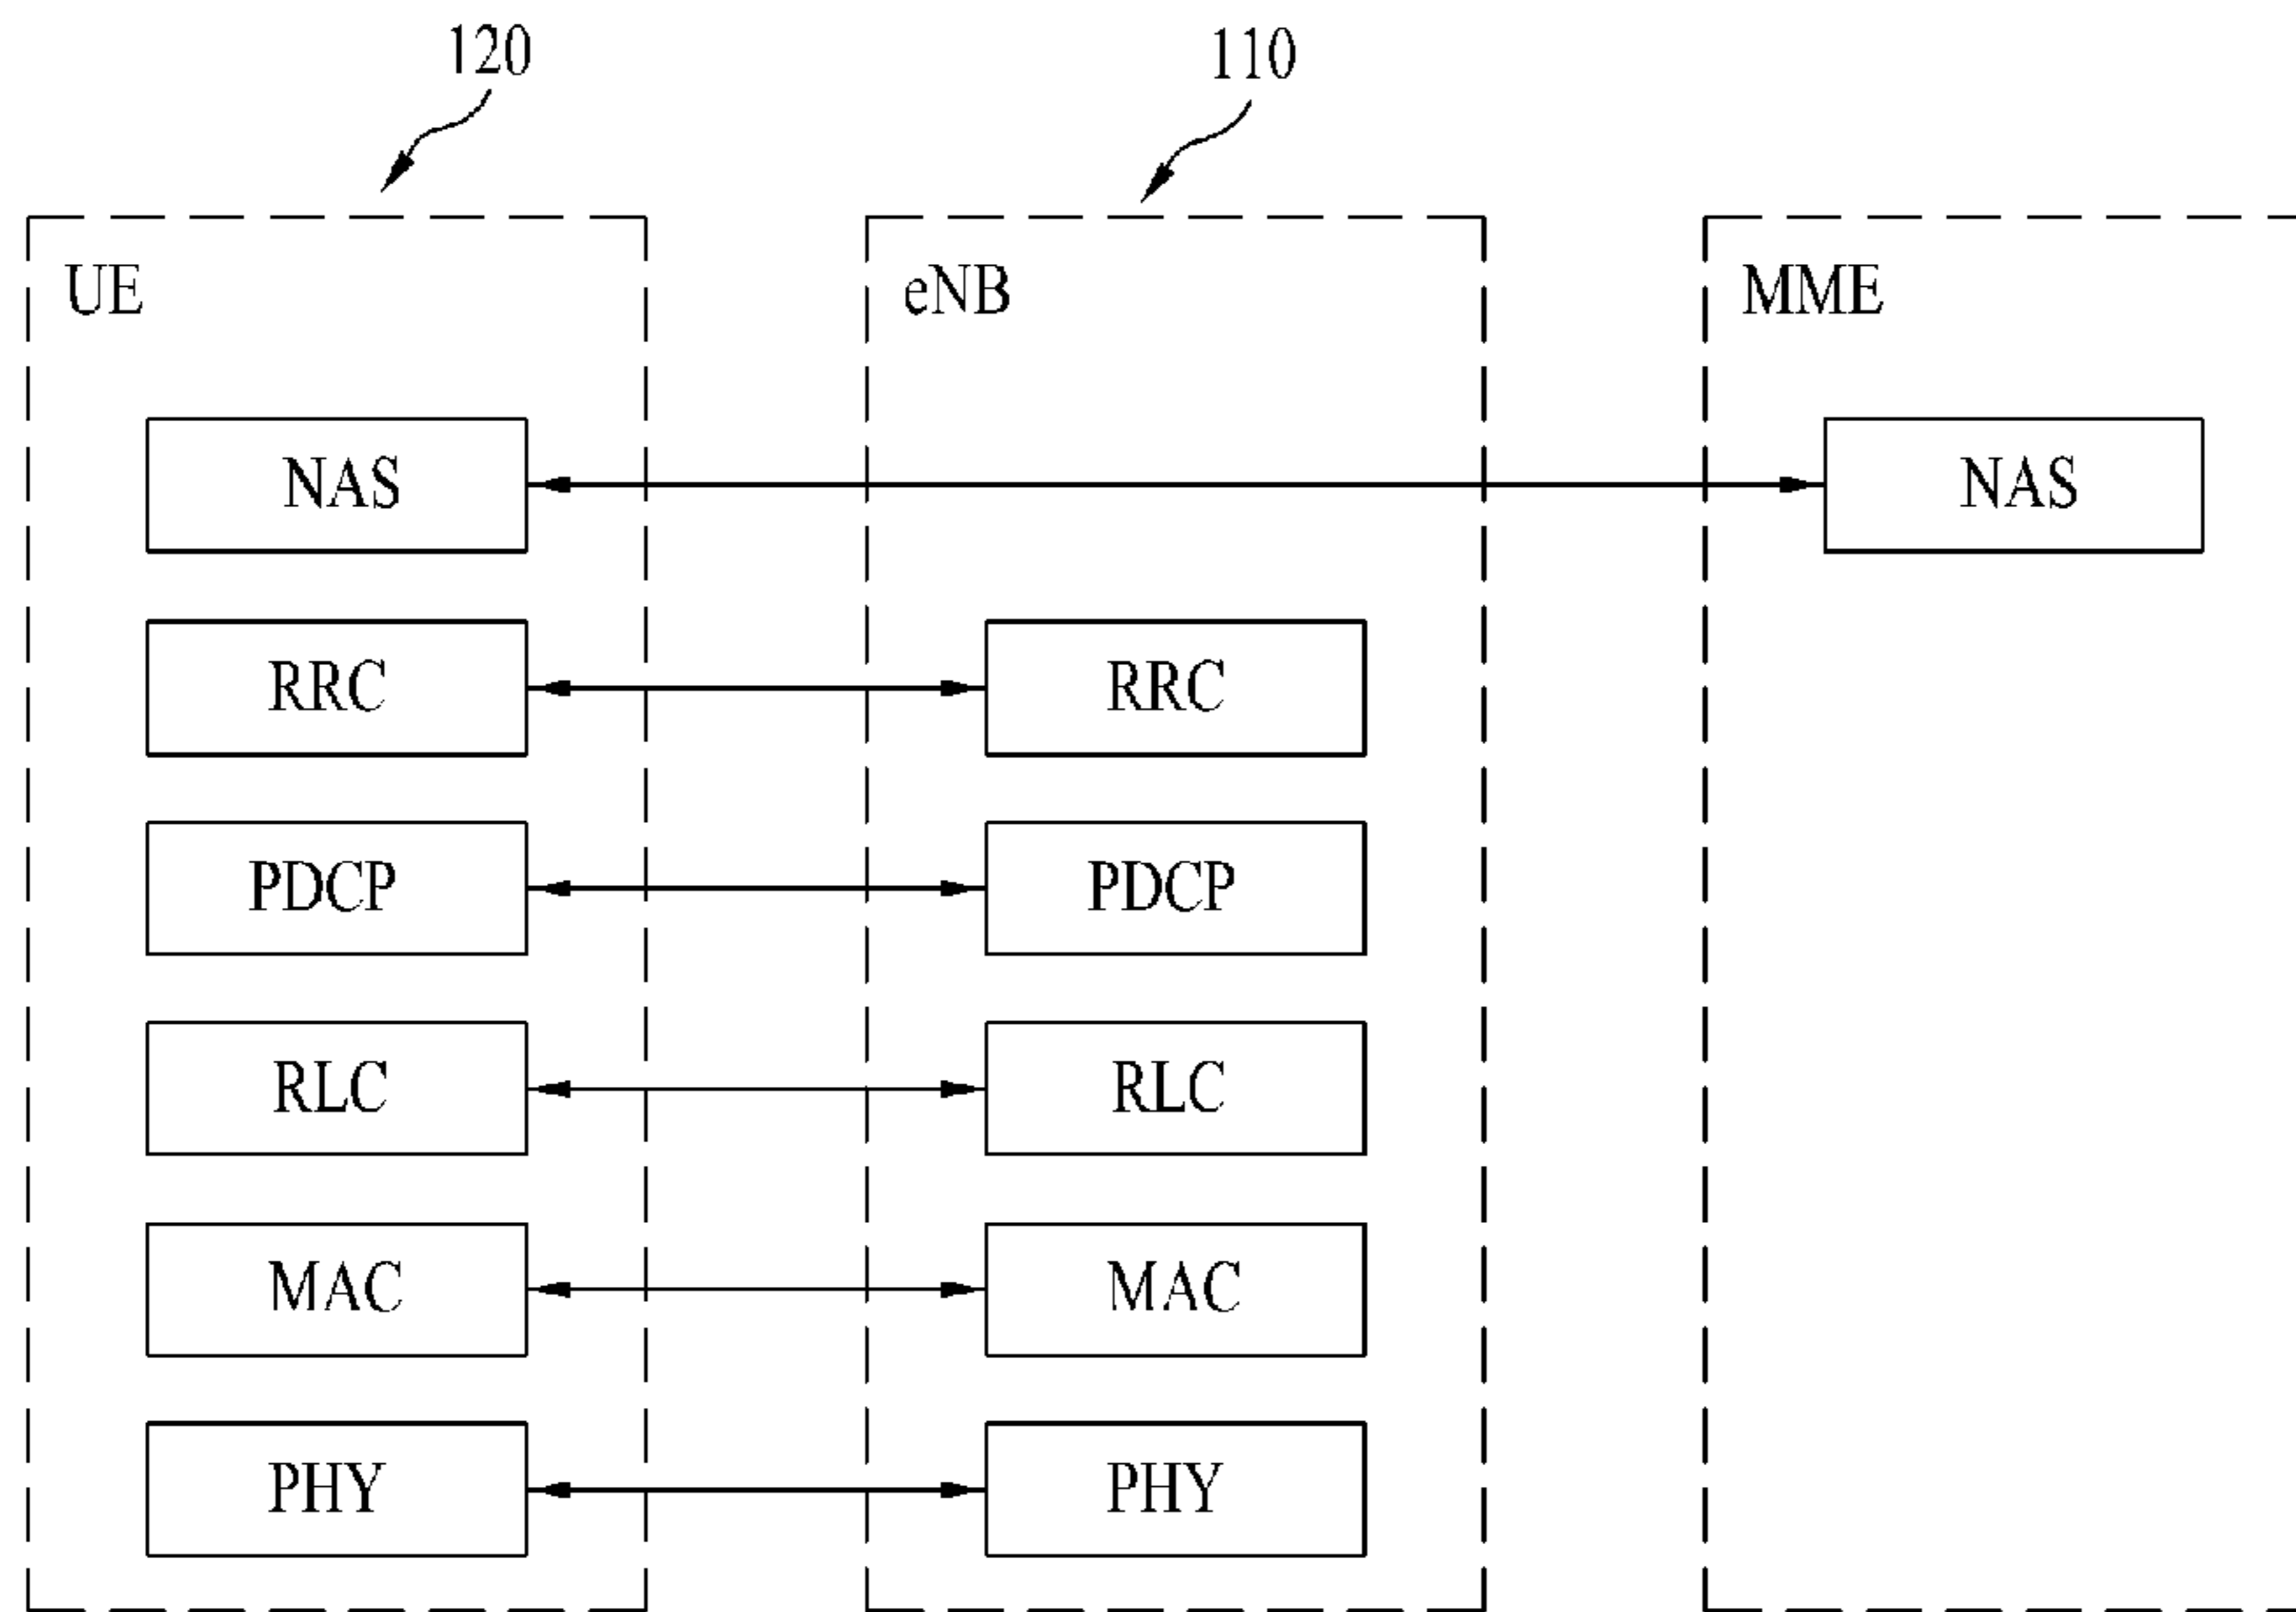 120 110
UE eNB MME
NAS NAS
RRC RRC
PDCP PDCP
RLC RLC
MAC MAC
PHY PHY